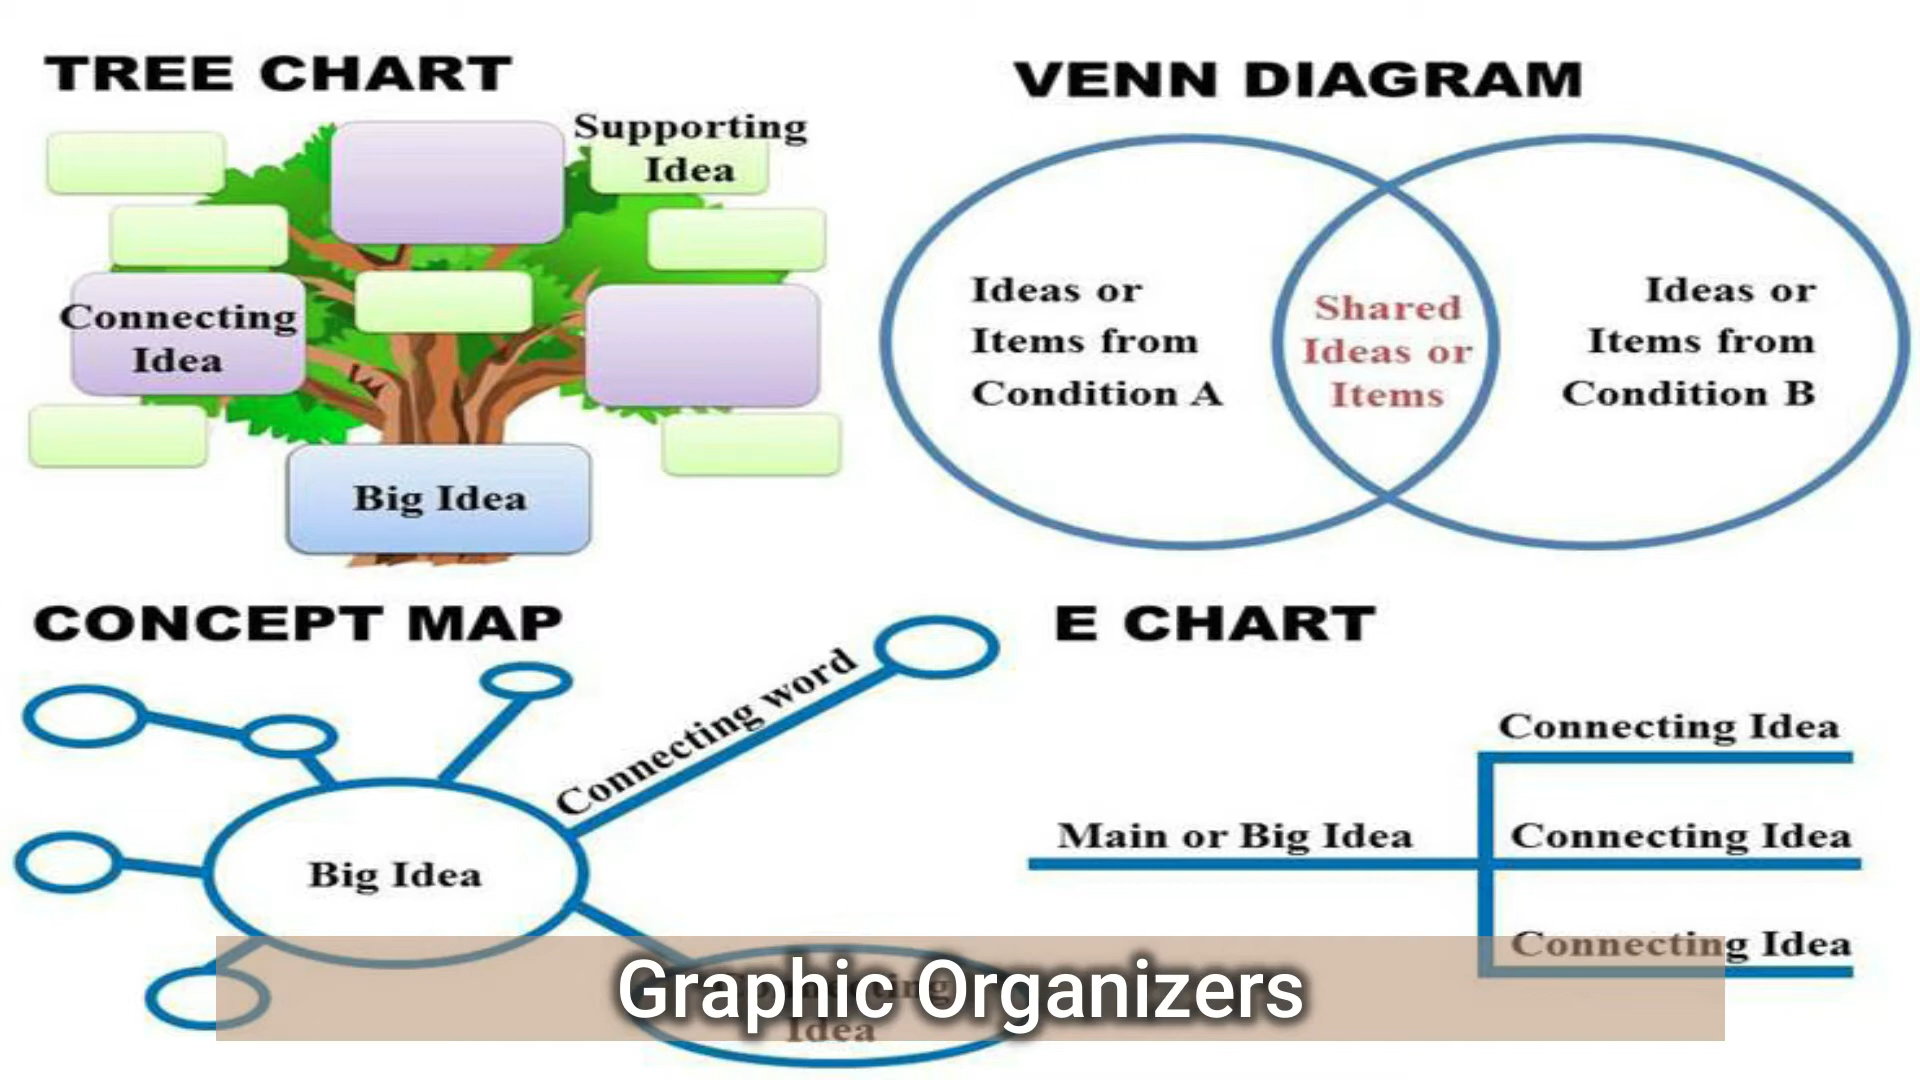 TREE CHART
Supporting
Idea
Connecting
Idea
Big Idea
VENN DIAGRAM
Ideas or
Items from
Condition A
Shared
Ideas or
Items
Ideas or
Items from
Condition B
CONCEPT MAP
Connecting word
Big Idea
Idea
E CHART
Connecting Idea
Main or Big Idea
Connecting Idea
Connecting Idea
Graphic Organizers